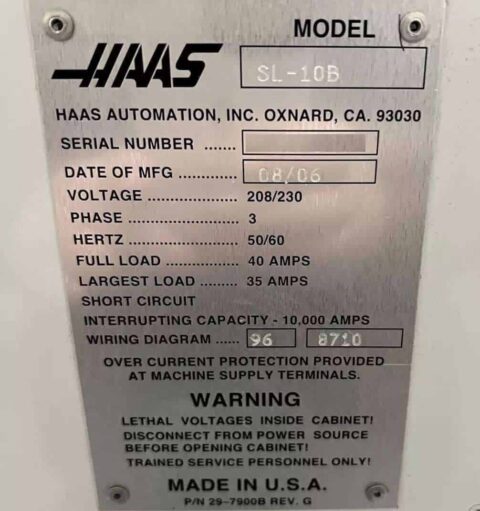 MODEL
HAAS SL-10B
HAAS AUTOMATION, INC. OXNARD, CA. 93030
SERIAL NUMBER .......
DATE OF MFG ............... 08/06
VOLTAGE .................... 208/230
PHASE ........................ 3
HERTZ ....................... 50/60
FULL LOAD ................ 40 AMPS
LARGEST LOAD ......... 35 AMPS
SHORT CIRCUIT
INTERRUPTING CAPACITY - 10,000 AMPS
WIRING DIAGRAM ...... 96 8710
OVER CURRENT PROTECTION PROVIDED
AT MACHINE SUPPLY TERMINALS.
WARNING
LETHAL VOLTAGES INSIDE CABINET!
DISCONNECT FROM POWER SOURCE
BEFORE OPENING CABINET!
TRAINED SERVICE PERSONNEL ONLY!
MADE IN U.S.A.
P/N 29-7900B REV. G